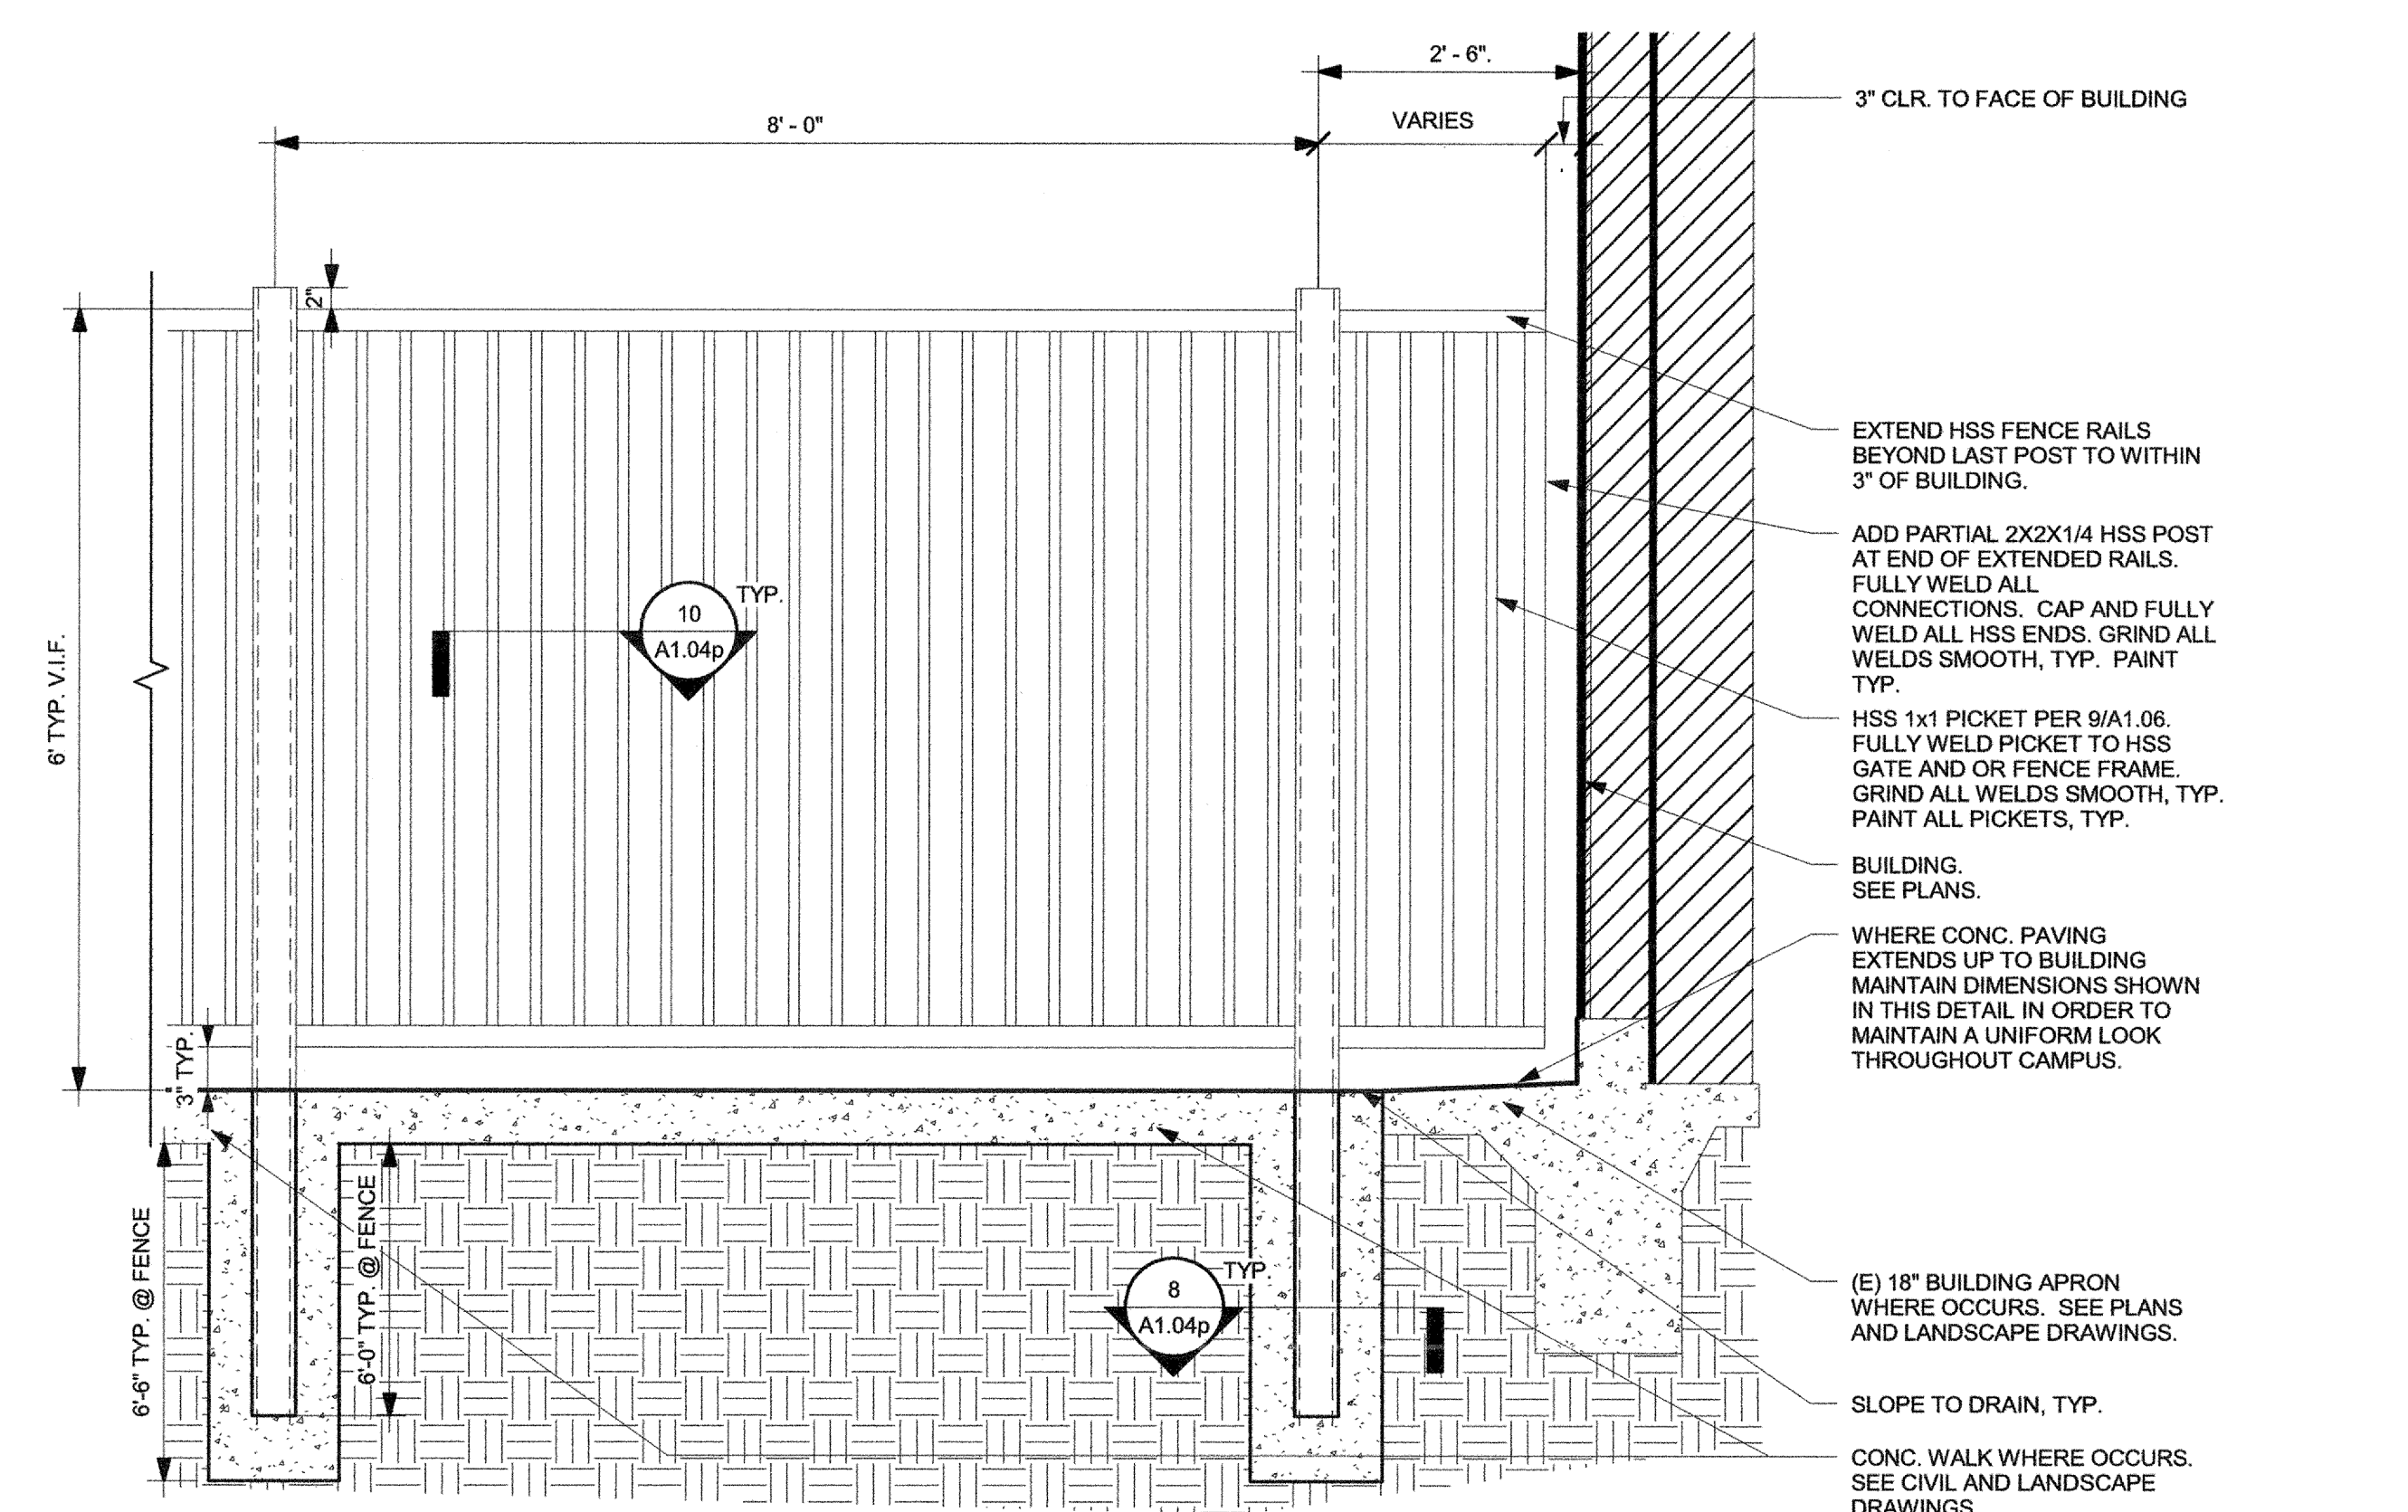 2' - 6".
3" CLR. TO FACE OF BUILDING
8' - 0"
VARIES
2"
EXTEND HSS FENCE RAILS
BEYOND LAST POST TO WITHIN
3" OF BUILDING.
ADD PARTIAL 2X2X1/4 HSS POST
AT END OF EXTENDED RAILS.
FULLY WELD ALL
CONNECTIONS. CAP AND FULLY
WELD ALL HSS ENDS. GRIND ALL
WELDS SMOOTH, TYP. PAINT
TYP.
10
A1.04p
TYP.
6' TYP. V.I.F.
HSS 1x1 PICKET PER 9/A1.06.
FULLY WELD PICKET TO HSS
GATE AND OR FENCE FRAME.
GRIND ALL WELDS SMOOTH, TYP.
PAINT ALL PICKETS, TYP.
BUILDING.
SEE PLANS.
WHERE CONC. PAVING
EXTENDS UP TO BUILDING
MAINTAIN DIMENSIONS SHOWN
IN THIS DETAIL IN ORDER TO
MAINTAIN A UNIFORM LOOK
THROUGHOUT CAMPUS.
3" TYP.
6'-6" TYP. @ FENCE
6'-0" TYP. @ FENCE
8
A1.04p
TYP.
(E) 18" BUILDING APRON
WHERE OCCURS. SEE PLANS
AND LANDSCAPE DRAWINGS.
SLOPE TO DRAIN, TYP.
CONC. WALK WHERE OCCURS.
SEE CIVIL AND LANDSCAPE
DRAWINGS